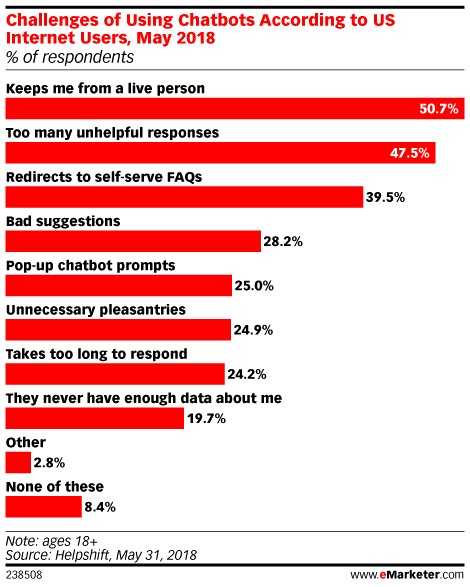 Challenges of Using Chatbots According to US
Internet Users, May 2018
% of respondents
Keeps me from a live person
50.7%
Too many unhelpful responses
47.5%
Redirects to self-serve FAQs
39.5%
Bad suggestions
28.2%
Pop-up chatbot prompts
25.0%
Unnecessary pleasantries
24.9%
Takes too long to respond
24.2%
They never have enough data about me
19.7%
Other
2.8%
None of these
8.4%
Note: ages 18+
Source: Helpshift, May 31, 2018
238508 www.eMarketer.com